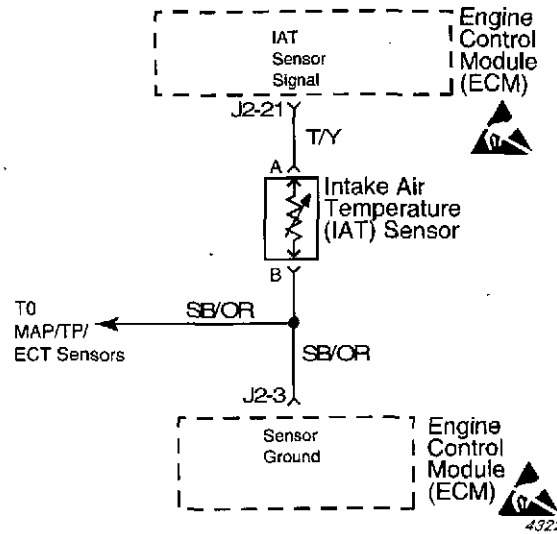 IAT
Sensor
Signal
Engine
Control
Module
(ECM)
J2-21
T/Y
A
Intake Air
Temperature
(IAT) Sensor
B
SB/OR
TO
MAP/TP/
ECT Sensors
SB/OR
J2-3
Sensor
Ground
Engine
Control
Module
(ECM)